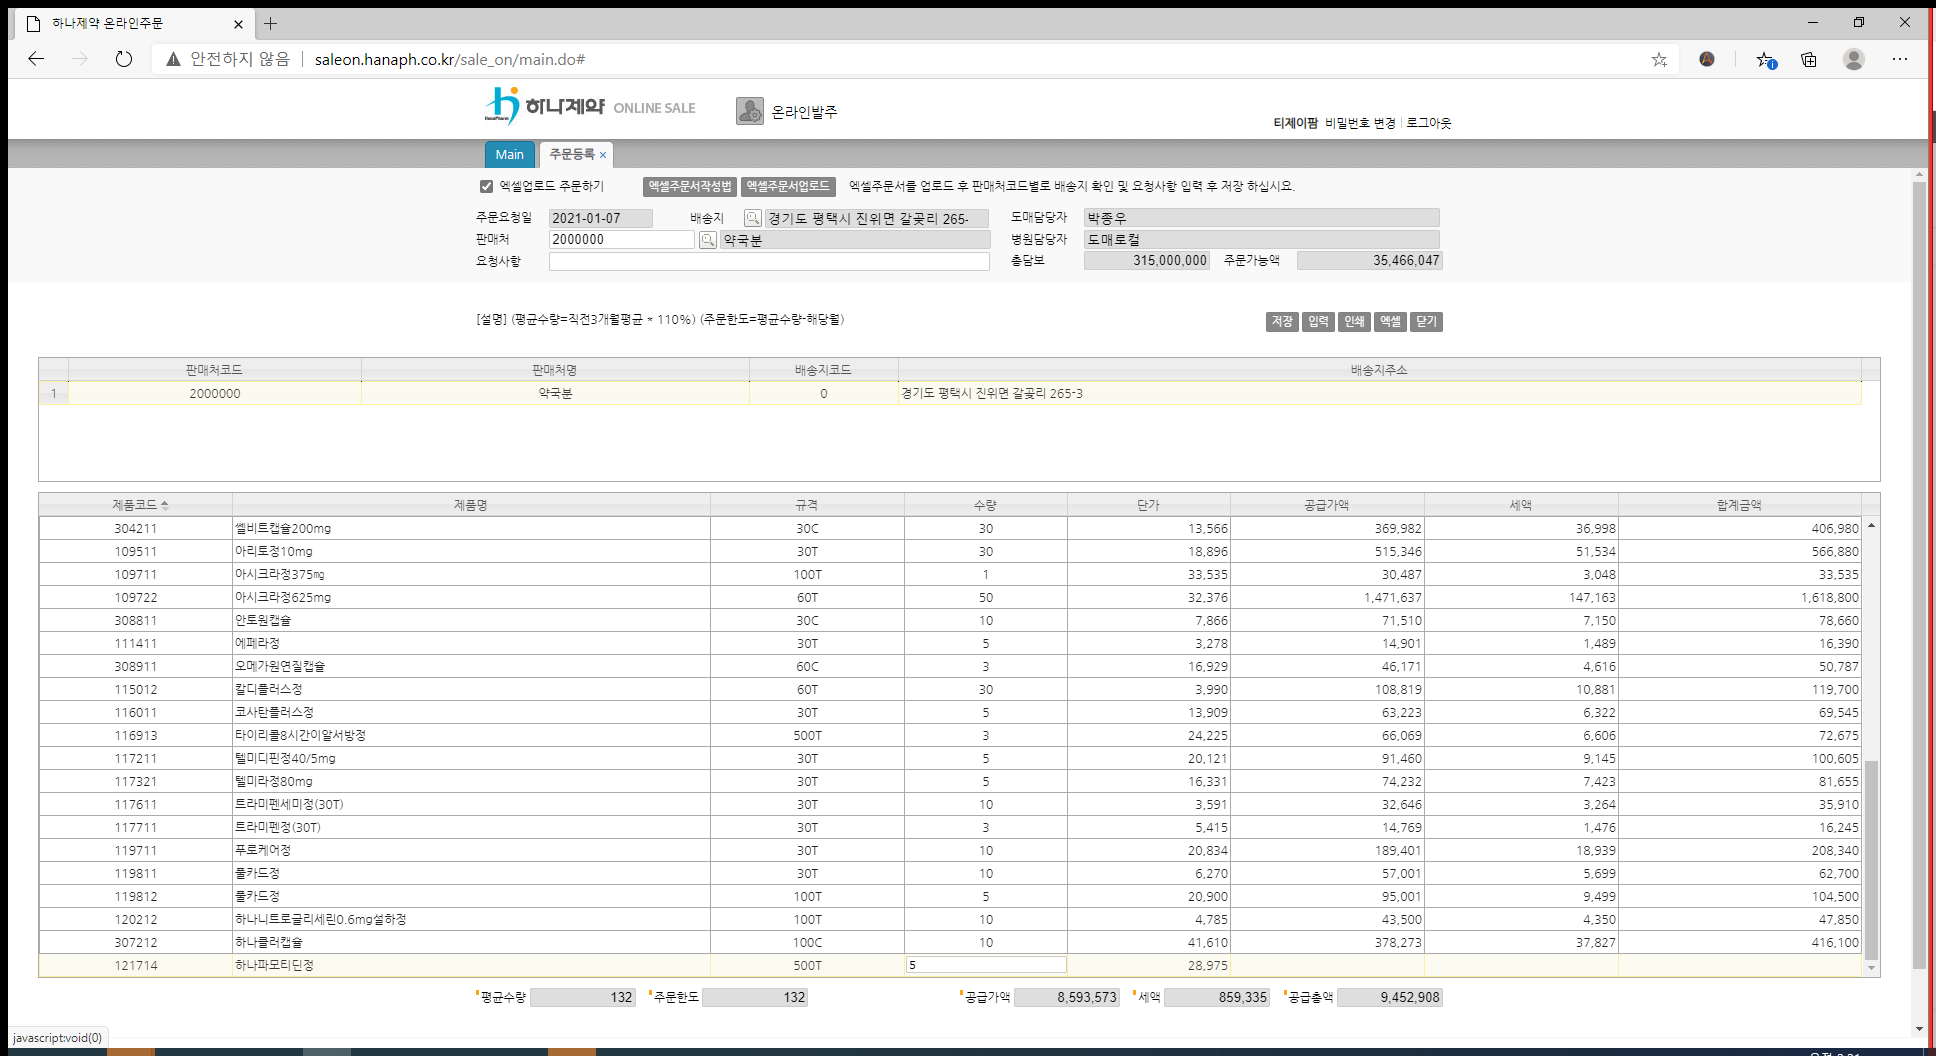 하나제약 온라인주문
안전하지 않음 saleon.hanaph.co.kr/sale_on/main.do#
하나제약 ONLINE SALE 온라인발주
HanaPharm
티제이팜 비밀번호 변경 로그아웃
Main 주문등록
엑셀업로드 주문하기 엑셀주문서작성법 엑셀주문서업로드 엑셀주문서를 업로드 후 판매처코드별로 배송지 확인 및 요청사항 입력 후 저장 하십시요.
주문요청일 2021-01-07 배송지 경기도 평택시 진위면 갈곶리 265- 도매담당자 박종우
판매처 2000000 약국분 병원담당자 도매로컬
요청사항 총담보 315,000,000 주문가능액 35,466,047
[설명] (평균수량=직전3개월평균 * 110%) (주문한도=평균수량-해당월) 저장 입력 인쇄 엑셀 닫기
판매처코드 판매처명 배송지코드 배송지주소
1 2000000 약국분 0 경기도 평택시 진위면 갈곶리 265-3
제품코드 제품명 규격 수량 단가 공급가액 세액 합계금액
304211 쎌비트캡슐200mg 30C 30 13,566 369,982 36,998 406,980
109511 아리토정10mg 30T 30 18,896 515,346 51,534 566,880
109711 아시크라정375㎎ 100T 1 33,535 30,487 3,048 33,535
109722 아시크라정625mg 60T 50 32,376 1,471,637 147,163 1,618,800
308811 안토원캡슐 30C 10 7,866 71,510 7,150 78,660
111411 에페라정 30T 5 3,278 14,901 1,489 16,390
308911 오메가원연질캡슐 60C 3 16,929 46,171 4,616 50,787
115012 칼디플러스정 60T 30 3,990 108,819 10,881 119,700
116011 코사탄플러스정 30T 5 13,909 63,223 6,322 69,545
116913 타이리콜8시간이알서방정 500T 3 24,225 66,069 6,606 72,675
117211 텔미디핀정40/5mg 30T 5 20,121 91,460 9,145 100,605
117321 텔미라정80mg 30T 5 16,331 74,232 7,423 81,655
117611 트라미펜세미정(30T) 30T 10 3,591 32,646 3,264 35,910
117711 트라미펜정(30T) 30T 3 5,415 14,769 1,476 16,245
119711 푸로케어정 30T 10 20,834 189,401 18,939 208,340
119811 풀카드정 30T 10 6,270 57,001 5,699 62,700
119812 풀카드정 100T 5 20,900 95,001 9,499 104,500
120212 하나니트로글리세린0.6mg설하정 100T 10 4,785 43,500 4,350 47,850
307212 하나클러캡슐 100C 10 41,610 378,273 37,827 416,100
121714 하나파모티딘정 500T 5 28,975
평균수량 132 주문한도 132 공급가액 8,593,573 세액 859,335 공급총액 9,452,908
javascript:void(0)